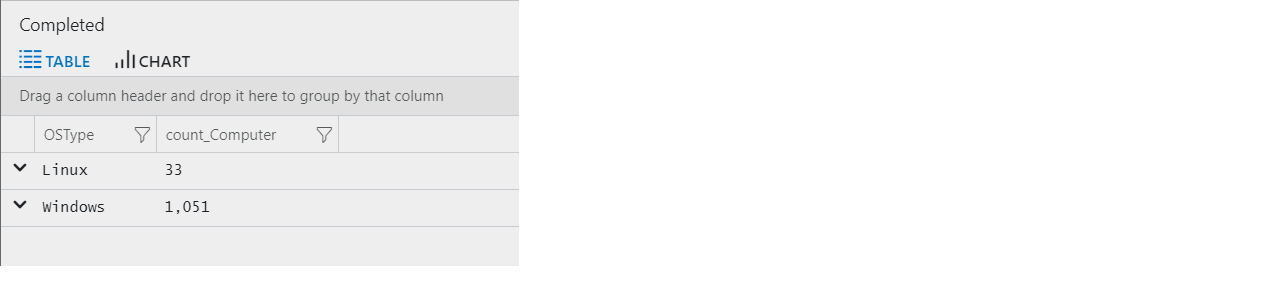 Completed
TABLE CHART
Drag a column header and drop it here to group by that column
OSType count_Computer
Linux 33
Windows 1,051